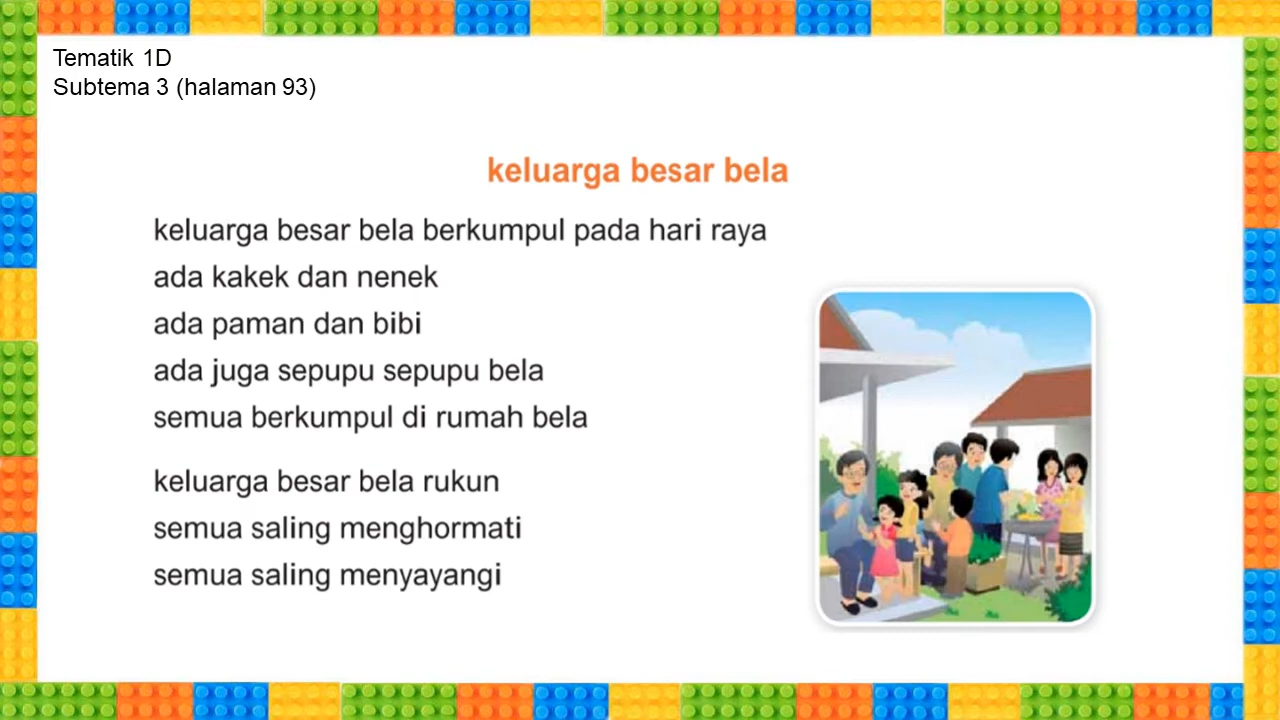 Tematik 1D
Subtema 3 (halaman 93)
keluarga besar bela
keluarga besar bela berkumpul pada hari raya
ada kakek dan nenek
ada paman dan bibi
ada juga sepupu sepupu bela
semua berkumpul di rumah bela
keluarga besar bela rukun
semua saling menghormati
semua saling menyayangi